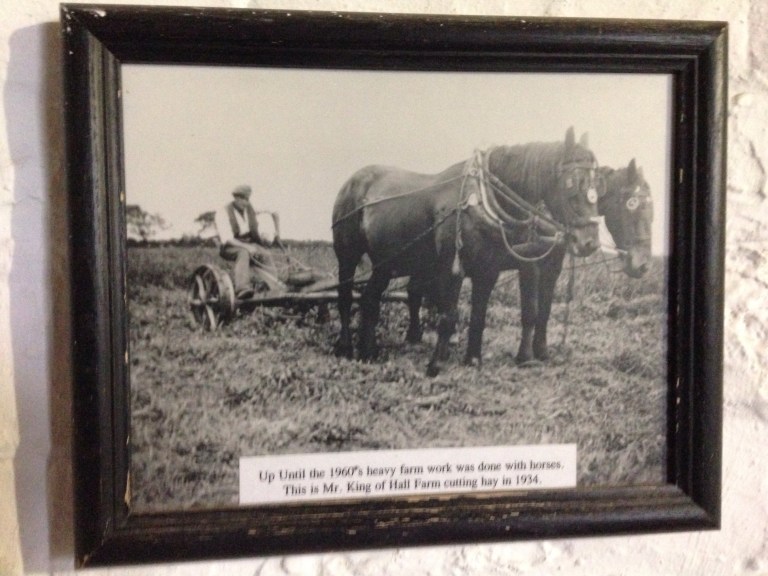 Up Until the 1960's heavy farm work was done with horses.
This is Mr. King of Hall Farm cutting hay in 1934.